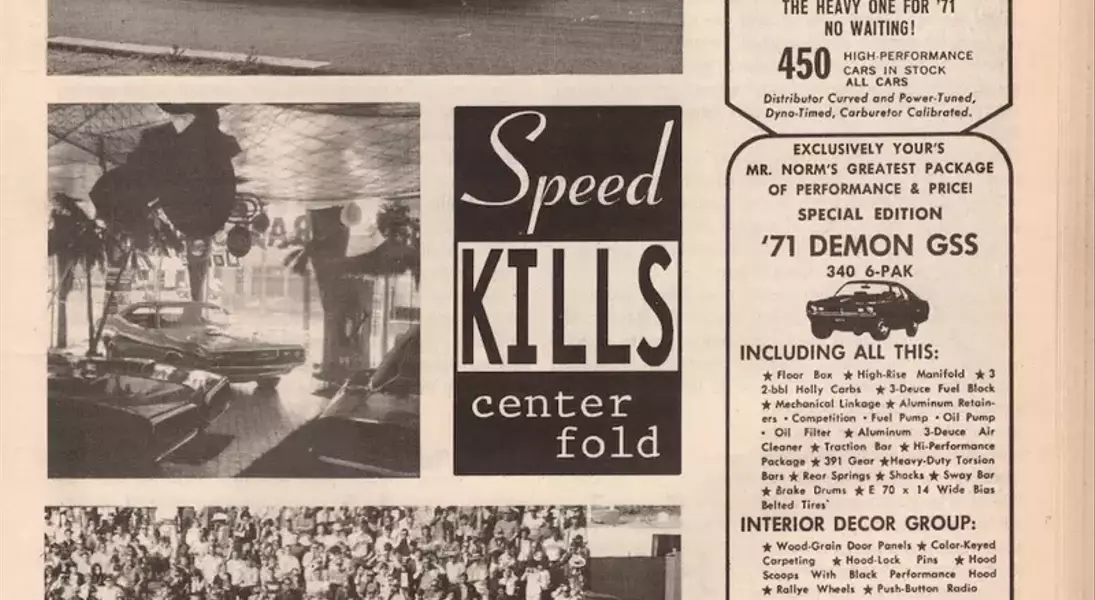 Speed
KILLS
center
fold
THE HEAVY ONE FOR '71
NO WAITING!
450 HIGH-PERFORMANCE
CARS IN STOCK
ALL CARS
Distributor Curved and Power-Tuned,
Dyno-Timed, Carburetor Calibrated.
EXCLUSIVELY YOUR'S
MR. NORM'S GREATEST PACKAGE
OF PERFORMANCE & PRICE!
SPECIAL EDITION
'71 DEMON GSS
340 6-PAK
INCLUDING ALL THIS:
★ Floor Box ★ High-Rise Manifold ★ 3
2-bbl Holly Carbs ★ 3-Deuce Fuel Block
★ Mechanical Linkage ★ Aluminum Retain-
ers • Competition • Fuel Pump • Oil Pump
• Oil Filter ★ Aluminum 3-Deuce Air
Cleaner ★ Traction Bar ★ Hi-Performance
Package ★ 391 Gear ★ Heavy-Duty Torsion
Bars ★ Rear Springs ★ Shocks ★ Sway Bar
★ Brake Drums ★ E 70 x 14 Wide Bias
Belted Tires'
INTERIOR DECOR GROUP:
★ Wood-Grain Door Panels ★ Color-Keyed
Carpeting ★ Hood-Lock Pins ★ Hood
Scoops With Black Performance Hood
★ Rallye Wheels ★ Push-Button Radio